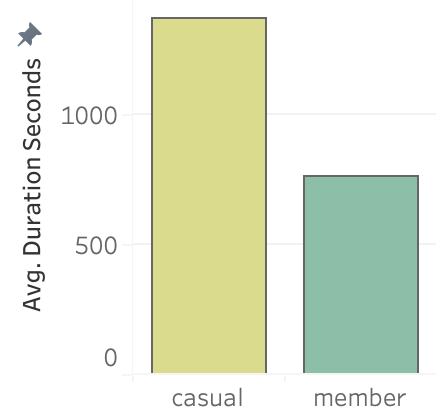 Avg. Duration Seconds
1000
500
0
casual
member